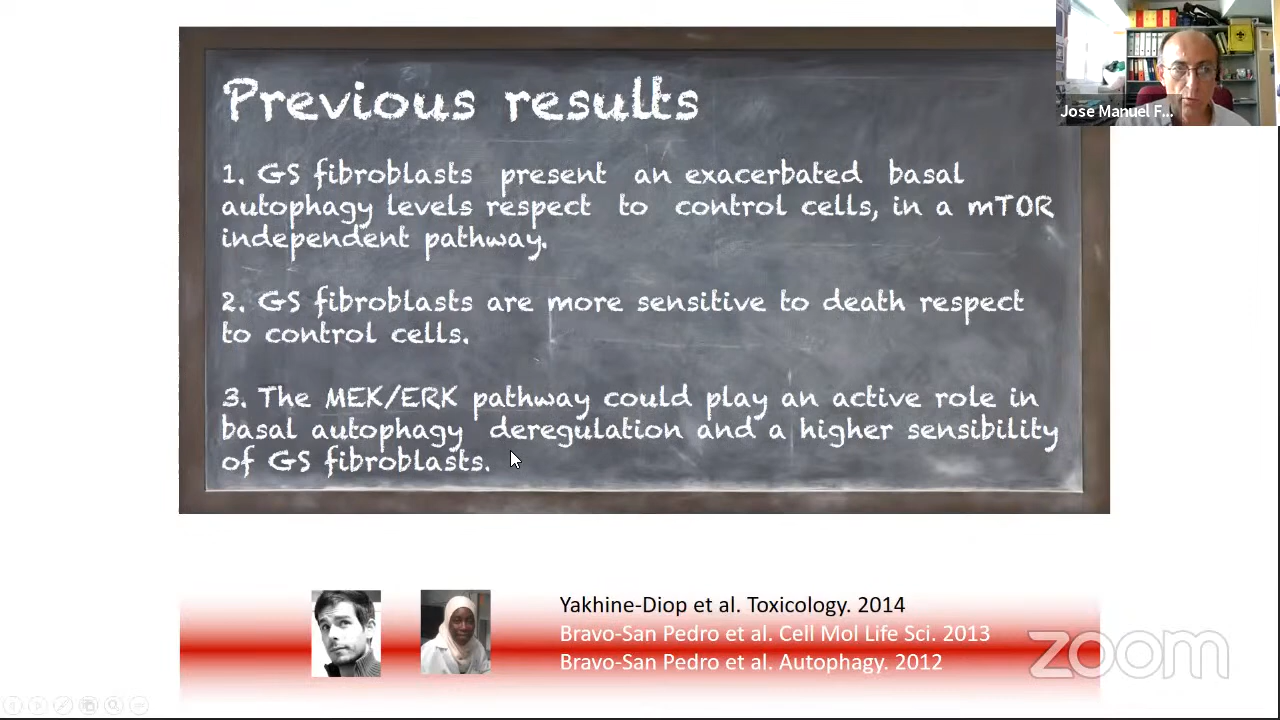 Previous results
1. GS fibroblasts present an exacerbated basal
autophagy levels respect to control cells, in a mTOR
independent pathway.
2. GS fibroblasts are more sensitive to death respect
to control cells.
3. The MEK/ERK pathway could play an active role in
basal autophagy deregulation and a higher sensibility
of GS fibroblasts.
Jose Manuel F...
Yakhine-Diop et al. Toxicology. 2014
Bravo-San Pedro et al. Cell Mol Life Sci. 2013
Bravo-San Pedro et al. Autophagy. 2012
zoom